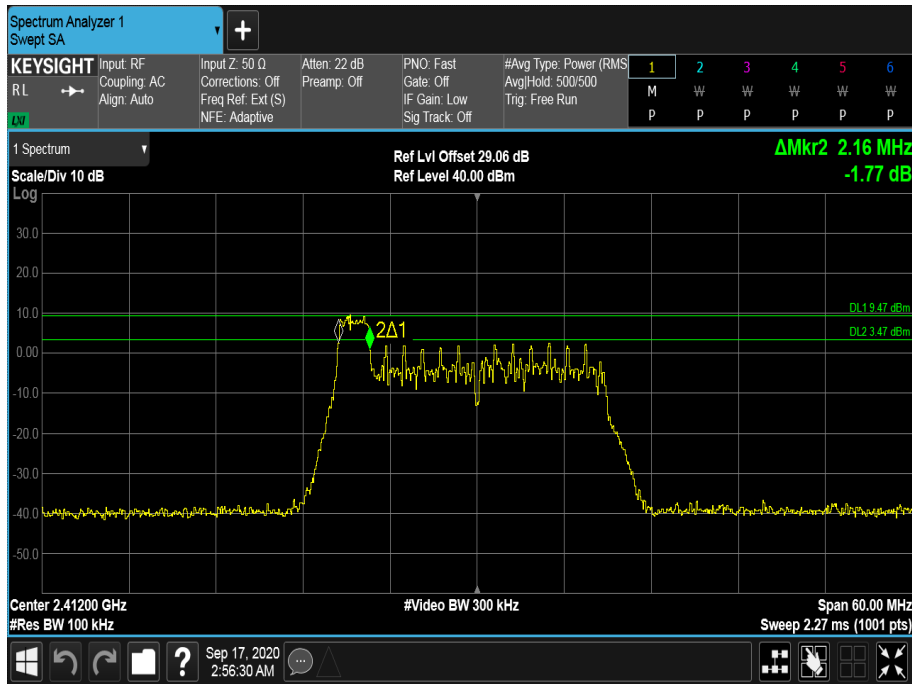 Spectrum Analyzer 1
Swept SA
+
KEYSIGHT
RL
LXI
Input: RF
Coupling: AC
Align: Auto
Input Z: 50 Ω
Corrections: Off
Freq Ref: Ext (S)
NFE: Adaptive
Atten: 22 dB
Preamp: Off
PNO: Fast
Gate: Off
IF Gain: Low
Sig Track: Off
#Avg Type: Power (RMS
Avg|Hold: 500/500
Trig: Free Run
1 2 3 4 5 6
M W W W W W
P P P P P P
1 Spectrum
Scale/Div 10 dB
Log
Ref Lvl Offset 29.06 dB
Ref Level 40.00 dBm
ΔMkr2 2.16 MHz
-1.77 dB
30.0
20.0
10.0
0.00
-10.0
-20.0
-30.0
-40.0
-50.0
DL1 9.47 dBm
DL2 3.47 dBm
2Δ1
Center 2.41200 GHz
#Video BW 300 kHz
Span 60.00 MHz
#Res BW 100 kHz
Sweep 2.27 ms (1001 pts)
?
Sep 17, 2020
2:56:30 AM